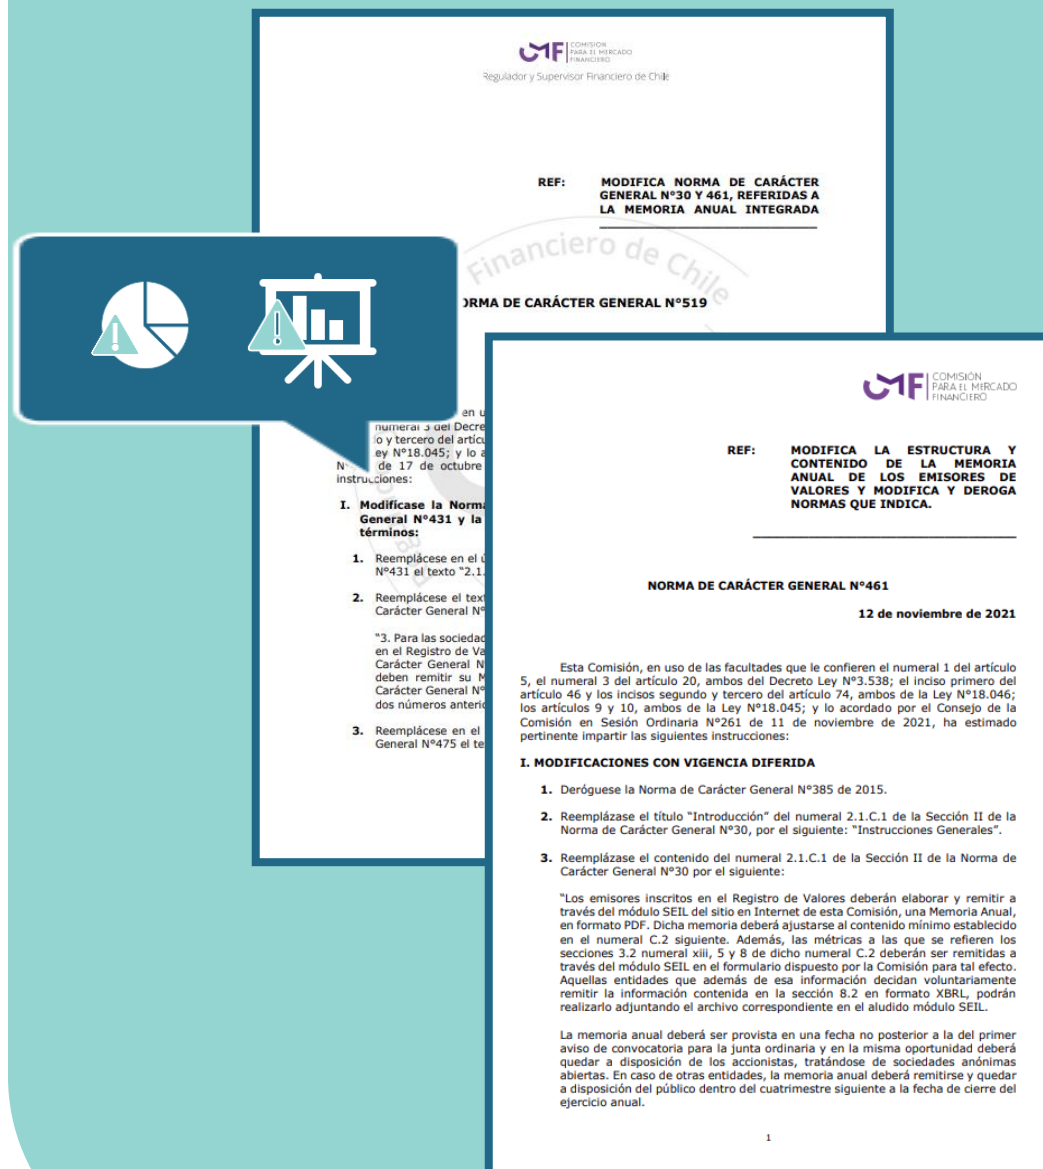 CMF COMISIÓN
PARA EL MERCADO
FINANCIERO
Regulador y Supervisor Financiero de Chile
REF: MODIFICA NORMA DE CARÁCTER
GENERAL N°30 Y 461, REFERIDAS A
LA MEMORIA ANUAL INTEGRADA
Financiero de Chile
ORMA DE CARÁCTER GENERAL N°519
en u
numeral 3 del Decre
o y tercero del artícu
ey N°18.045; y lo a
N° de 17 de octubre
instrucciones:
I. Modifícase la Norma
General N°431 y la
términos:
1. Reemplácese en el ú
N°431 el texto "2.1.
2. Reemplácese el text
Carácter General N°
"3. Para las sociedad
en el Registro de Va
Carácter General N
deben remitir su M
Carácter General N°
dos números anterio
3. Reemplácese en el
General N°475 el te
CMF COMISIÓN
PARA EL MERCADO
FINANCIERO
REF: MODIFICA LA ESTRUCTURA Y
CONTENIDO DE LA MEMORIA
ANUAL DE LOS EMISORES DE
VALORES Y MODIFICA Y DEROGA
NORMAS QUE INDICA.
NORMA DE CARÁCTER GENERAL N°461
12 de noviembre de 2021
Esta Comisión, en uso de las facultades que le confieren el numeral 1 del artículo
5, el numeral 3 del artículo 20, ambos del Decreto Ley N°3.538; el inciso primero del
artículo 46 y los incisos segundo y tercero del artículo 74, ambos de la Ley N°18.046;
los artículos 9 y 10, ambos de la Ley N°18.045; y lo acordado por el Consejo de la
Comisión en Sesión Ordinaria N°261 de 11 de noviembre de 2021, ha estimado
pertinente impartir las siguientes instrucciones:
I. MODIFICACIONES CON VIGENCIA DIFERIDA
1. Deróguese la Norma de Carácter General N°385 de 2015.
2. Reemplázase el título "Introducción" del numeral 2.1.C.1 de la Sección II de la
Norma de Carácter General N°30, por el siguiente: "Instrucciones Generales".
3. Reemplázase el contenido del numeral 2.1.C.1 de la Sección II de la Norma de
Carácter General N°30 por el siguiente:
"Los emisores inscritos en el Registro de Valores deberán elaborar y remitir a
través del módulo SEIL del sitio en Internet de esta Comisión, una Memoria Anual,
en formato PDF. Dicha memoria deberá ajustarse al contenido mínimo establecido
en el numeral C.2 siguiente. Además, las métricas a las que se refieren los
secciones 3.2 numeral xiii, 5 y 8 de dicho numeral C.2 deberán ser remitidas a
través del módulo SEIL en el formulario dispuesto por la Comisión para tal efecto.
Aquellas entidades que además de esa información decidan voluntariamente
remitir la información contenida en la sección 8.2 en formato XBRL, podrán
realizarlo adjuntando el archivo correspondiente en el aludido módulo SEIL.
La memoria anual deberá ser provista en una fecha no posterior a la del primer
aviso de convocatoria para la junta ordinaria y en la misma oportunidad deberá
quedar a disposición de los accionistas, tratándose de sociedades anónimas
abiertas. En caso de otras entidades, la memoria anual deberá remitirse y quedar
a disposición del público dentro del cuatrimestre siguiente a la fecha de cierre del
ejercicio anual.
1